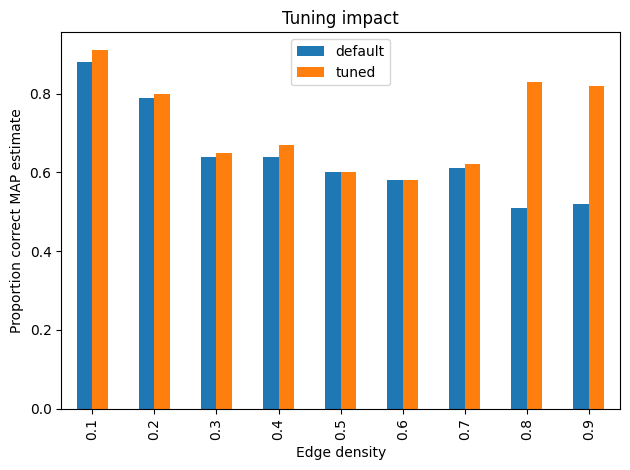 Tuning impact
default
tuned
Proportion correct MAP estimate
0.8
0.6
0.4
0.2
0.0
0.1
0.2
0.3
0.4
0.5
0.6
0.7
0.8
0.9
Edge density